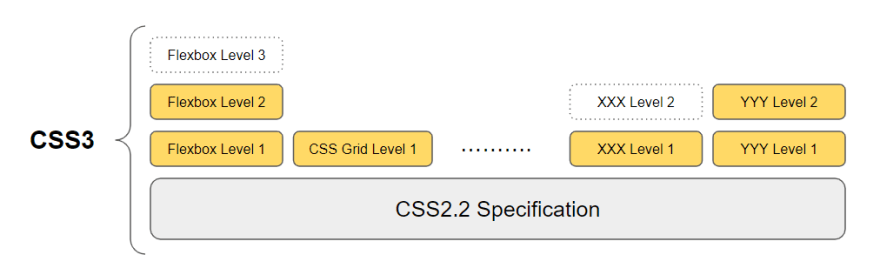 Flexbox Level 3
Flexbox Level 2
XXX Level 2
YYY Level 2
CSS3
Flexbox Level 1
CSS Grid Level 1
..........
XXX Level 1
YYY Level 1
CSS2.2 Specification